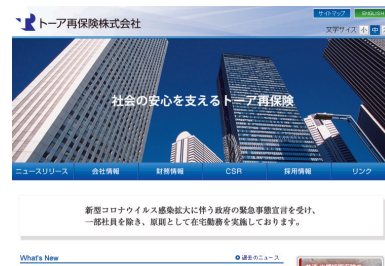 サイトマップ ENGLISH
トーア再保険株式会社
文字サイズ 小 中
社会の安心を支えるトーア再保険
ニュースリリース 会社情報 財務情報 CSR 採用情報 リンク
新型コロナウイルス感染拡大に伴う政府の緊急事態宣言を受け、
一部社員を除き、原則として在宅勤務を実施しております。
What's New 過去のニュース